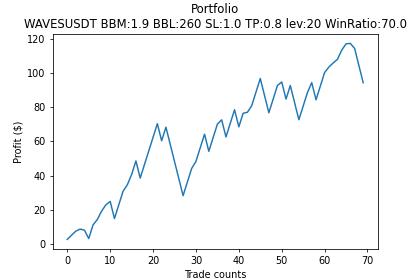 Portfolio
WAVESUSDT BBM:1.9 BBL:260 SL:1.0 TP:0.8 lev:20 WinRatio:70.0
120
100
80
60
40
20
0
Profit ($)
0 10 20 30 40 50 60 70
Trade counts